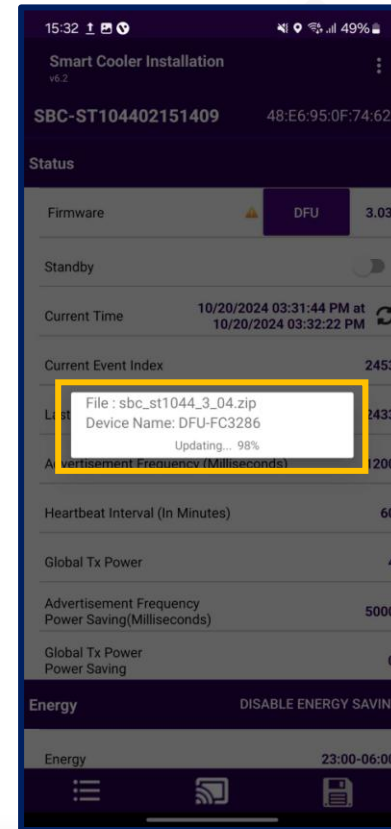 15:32 49%
Smart Cooler Installation
v6.2
SBC-ST104402151409 48:E6:95:0F:74:62
Status
Firmware DFU 3.03
Standby
Current Time 10/20/2024 03:31:44 PM at
10/20/2024 03:32:22 PM
Current Event Index 2453
File : sbc_st1044_3_04.zip
Las 2433
Device Name: DFU-FC3286
Updating... 98%
Advertisement Frequency (Milliseconds) 1200
Heartbeat Interval (In Minutes) 60
Global Tx Power
Advertisement Frequency
Power Saving(Milliseconds) 5000
Global Tx Power
Power Saving
Energy DISABLE ENERGY SAVIN
Energy 23:00-06:00